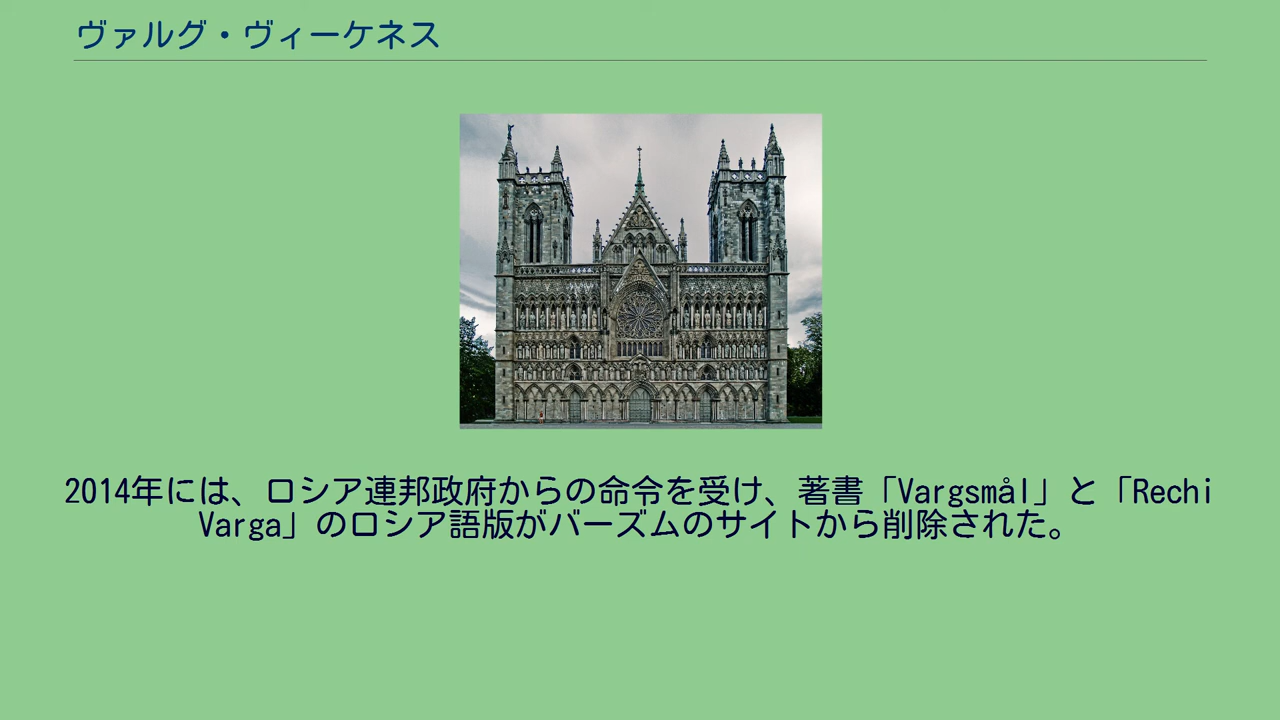 ヴァルグ・ヴィーケネス
2014年には、ロシア連邦政府からの命令を受け、著書「Vargsmål」と「Rechi
Varga」のロシア語版がバーズムのサイトから削除された。